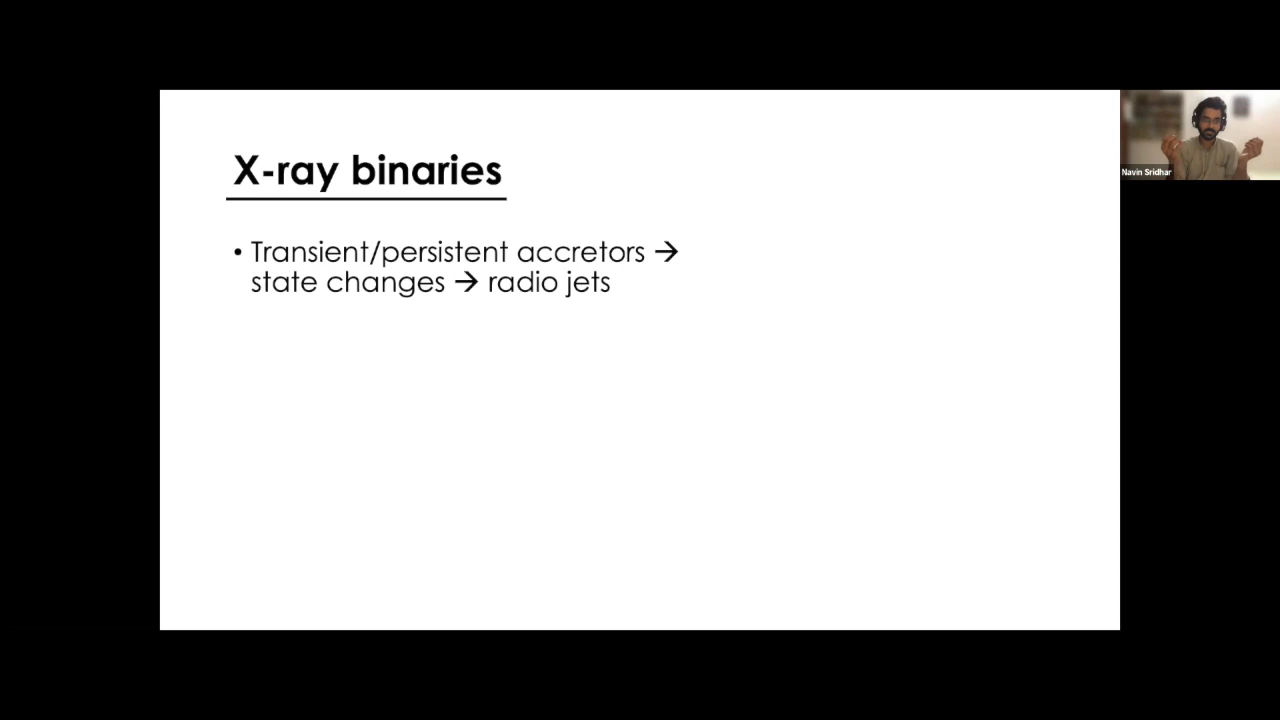 X-ray binaries
• Transient/persistent accretors →
state changes → radio jets
Navin Sridhar